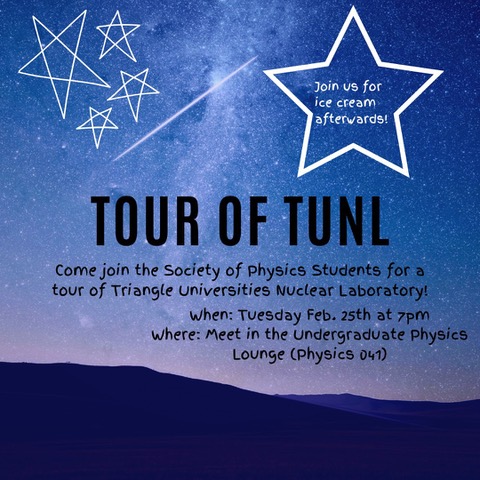 Join us for
ice cream
afterwards!
TOUR OF TUNL
Come join the Society of Physics Students for a
tour of Triangle Universities Nuclear Laboratory!
When: Tuesday Feb. 25th at 7pm
Where: Meet in the Undergraduate Physics
Lounge (Physics 041)